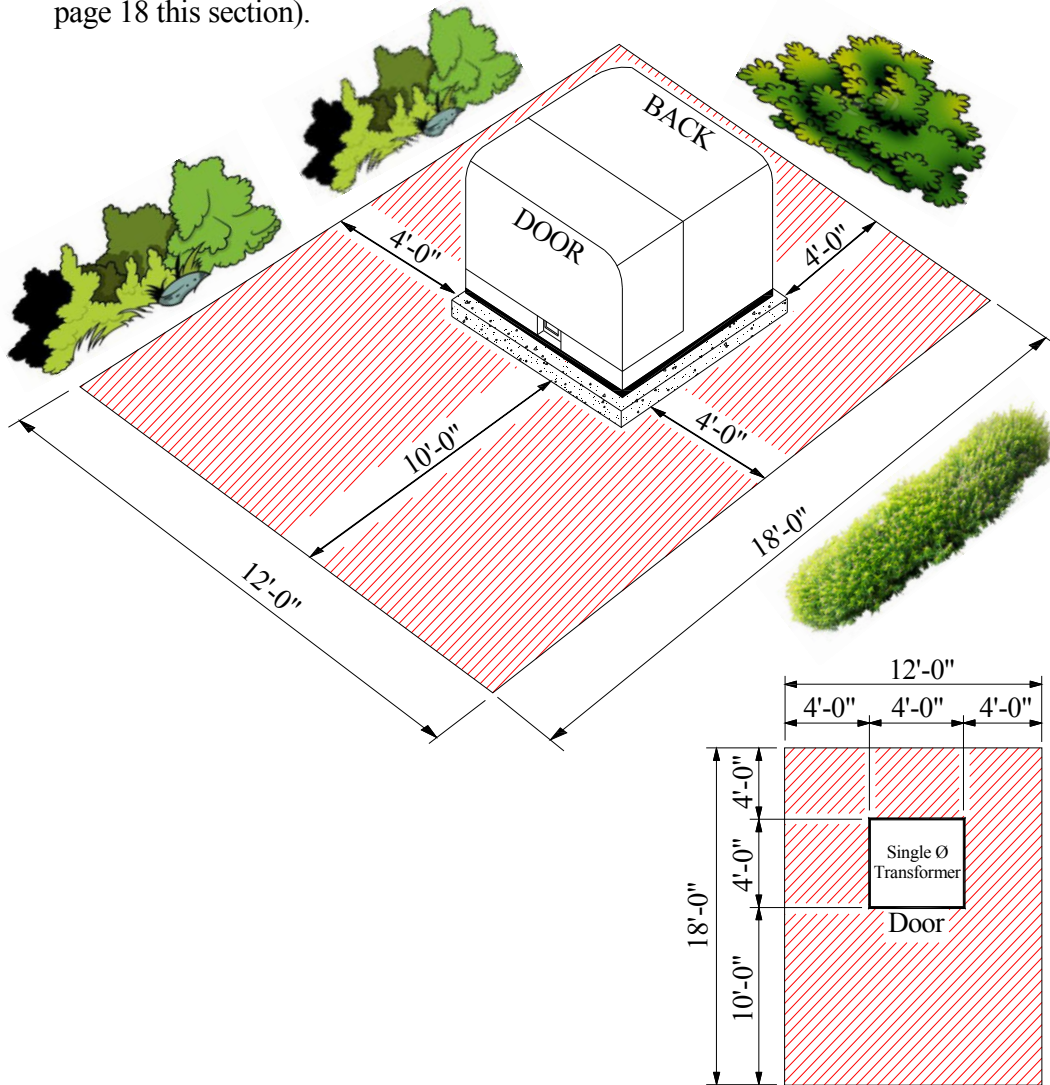 page 18 this section).
BACK
DOOR
4'-0"
4'-0"
10'-0"
4'-0"
18'-0"
12'-0"
12'-0"
4'-0" 4'-0" 4'-0"
4'-0"
4'-0"
18'-0"
Single Ø
Transformer
Door
10'-0"